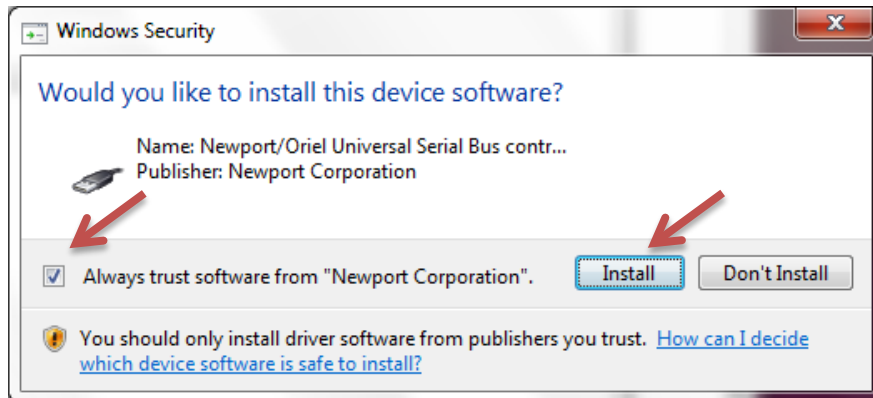 Windows Security
Would you like to install this device software?
Name: Newport/Oriel Universal Serial Bus contr...
Publisher: Newport Corporation
Always trust software from "Newport Corporation".
Install
Don't Install
You should only install driver software from publishers you trust. How can I decide
which device software is safe to install?